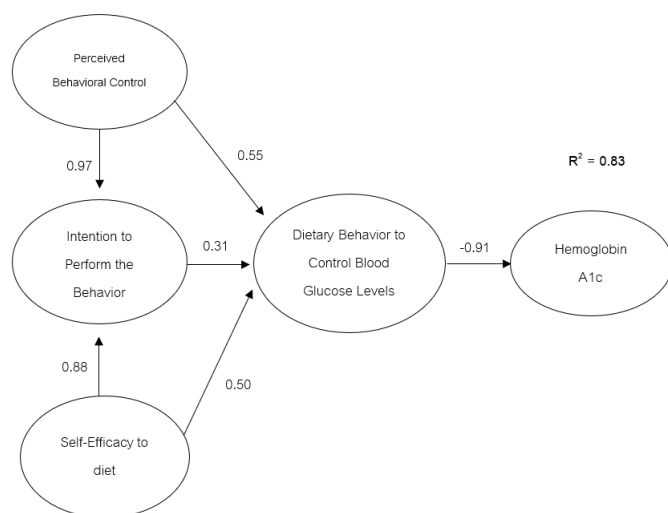 Perceived
Behavioral Control
0.97
0.55
R² = 0.83
Intention to
Perform the
Behavior
0.31
Dietary Behavior to
Control Blood
Glucose Levels
-0.91
Hemoglobin
A1c
0.88
0.50
Self-Efficacy to
diet